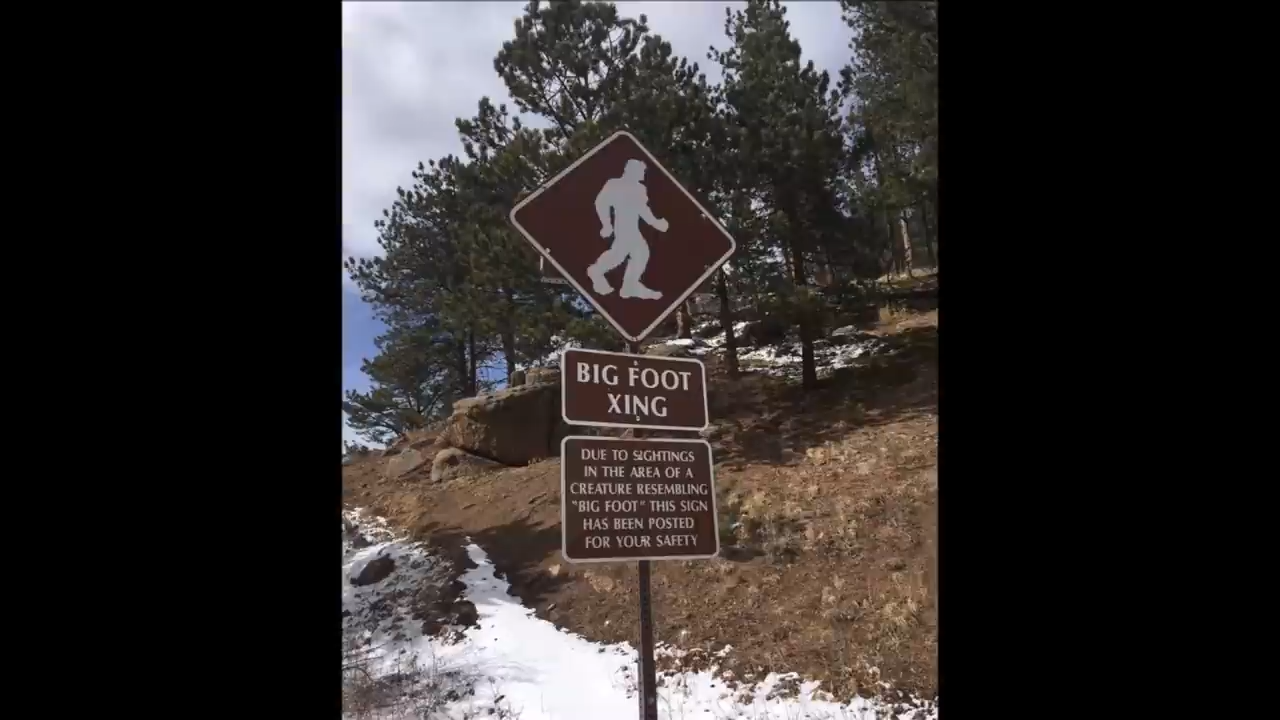 BIG FOOT
XING
DUE TO SIGHTINGS
IN THE AREA OF A
CREATURE RESEMBLING
"BIG FOOT" THIS SIGN
HAS BEEN POSTED
FOR YOUR SAFETY